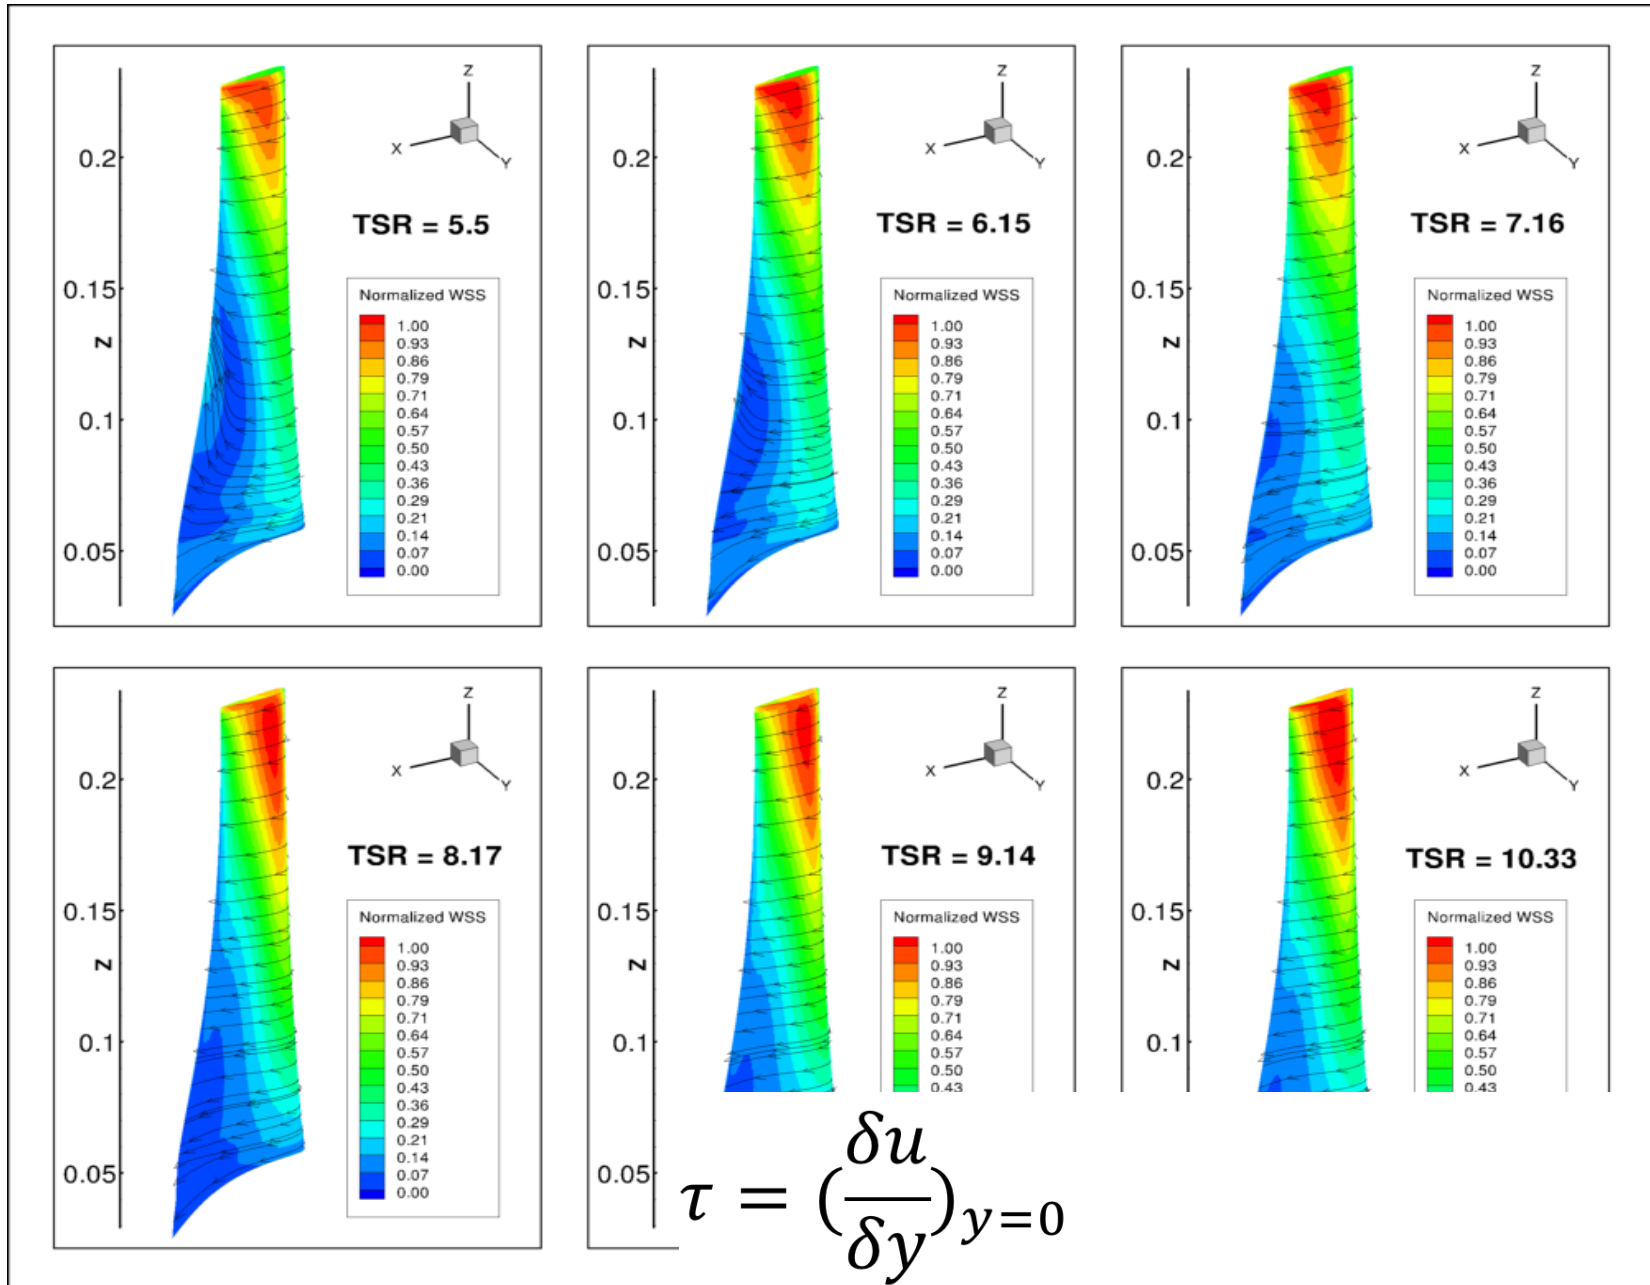 Z
X
Y
0.2
TSR = 5.5
0.15
Normalized WSS
1.00
0.93
Z
0.86
0.79
0.71
0.64
0.1
0.57
0.50
0.43
0.36
0.29
0.21
0.14
0.05
0.07
0.00
Z
X
Y
0.2
TSR = 6.15
0.15
Normalized WSS
1.00
0.93
Z
0.86
0.79
0.71
0.64
0.1
0.57
0.50
0.43
0.36
0.29
0.21
0.14
0.05
0.07
0.00
Z
X
Y
0.2
TSR = 7.16
0.15
Normalized WSS
1.00
0.93
Z
0.86
0.79
0.71
0.64
0.1
0.57
0.50
0.43
0.36
0.29
0.21
0.14
0.05
0.07
0.00
Z
X
Y
0.2
TSR = 8.17
0.15
Normalized WSS
1.00
0.93
Z
0.86
0.79
0.71
0.64
0.1
0.57
0.50
0.43
0.36
0.29
0.21
0.14
0.05
0.07
0.00
Z
X
Y
0.2
TSR = 9.14
0.15
Normalized WSS
1.00
0.93
Z
0.86
0.79
0.71
0.64
0.1
0.57
0.50
0.43
0.05
Z
X
Y
0.2
TSR = 10.33
0.15
Normalized WSS
1.00
0.93
Z
0.86
0.79
0.71
0.64
0.1
0.57
0.50
0.43
τ = (δu/δy)y=0